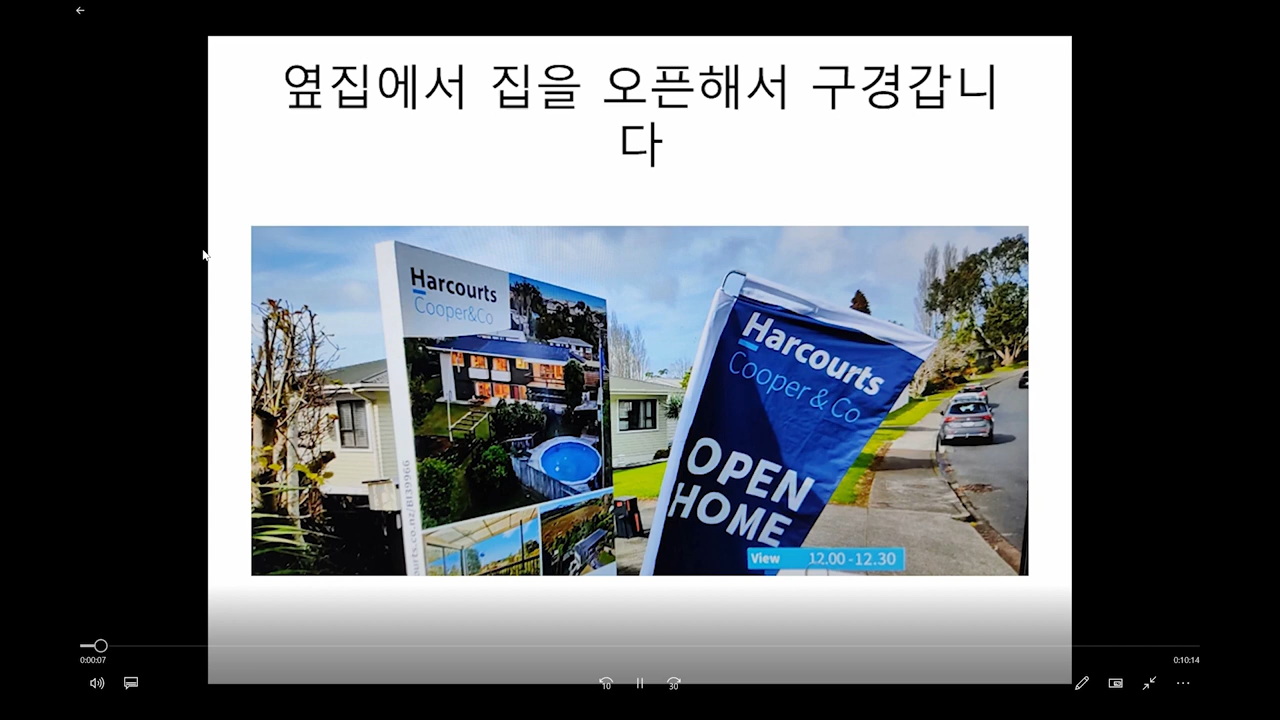 옆집에서 집을 오픈해서 구경갑니
다
Harcourts
Cooper&Co
Harcourts
Cooper & Co
OPEN
HOME
View 12.00-12.30
0:00:07
0:10:14
10
30